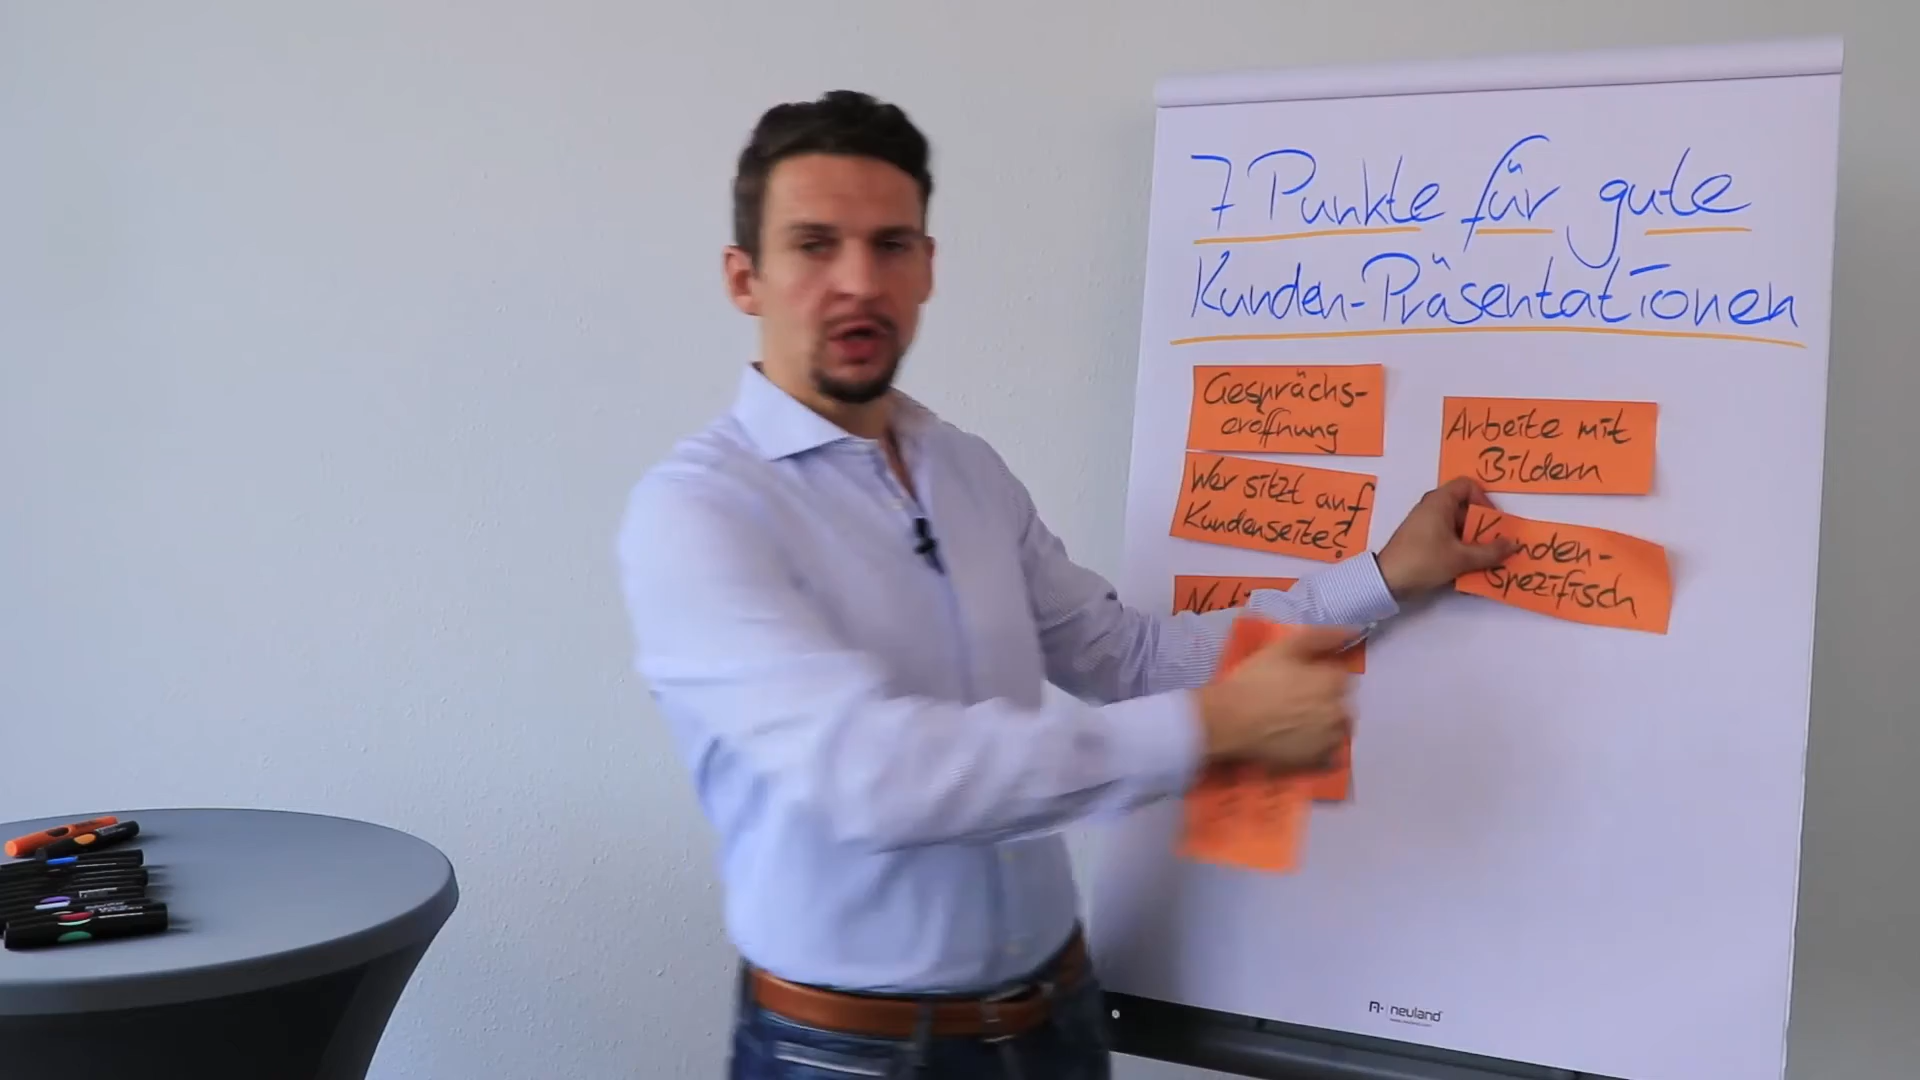 7 Punkte für gute
Kunden-Präsentationen
Gesprächs-
eröffnung
Wer sitzt auf
Kundenseite?
Arbeite mit
Bildern
Kunden-
spezifisch
neuland